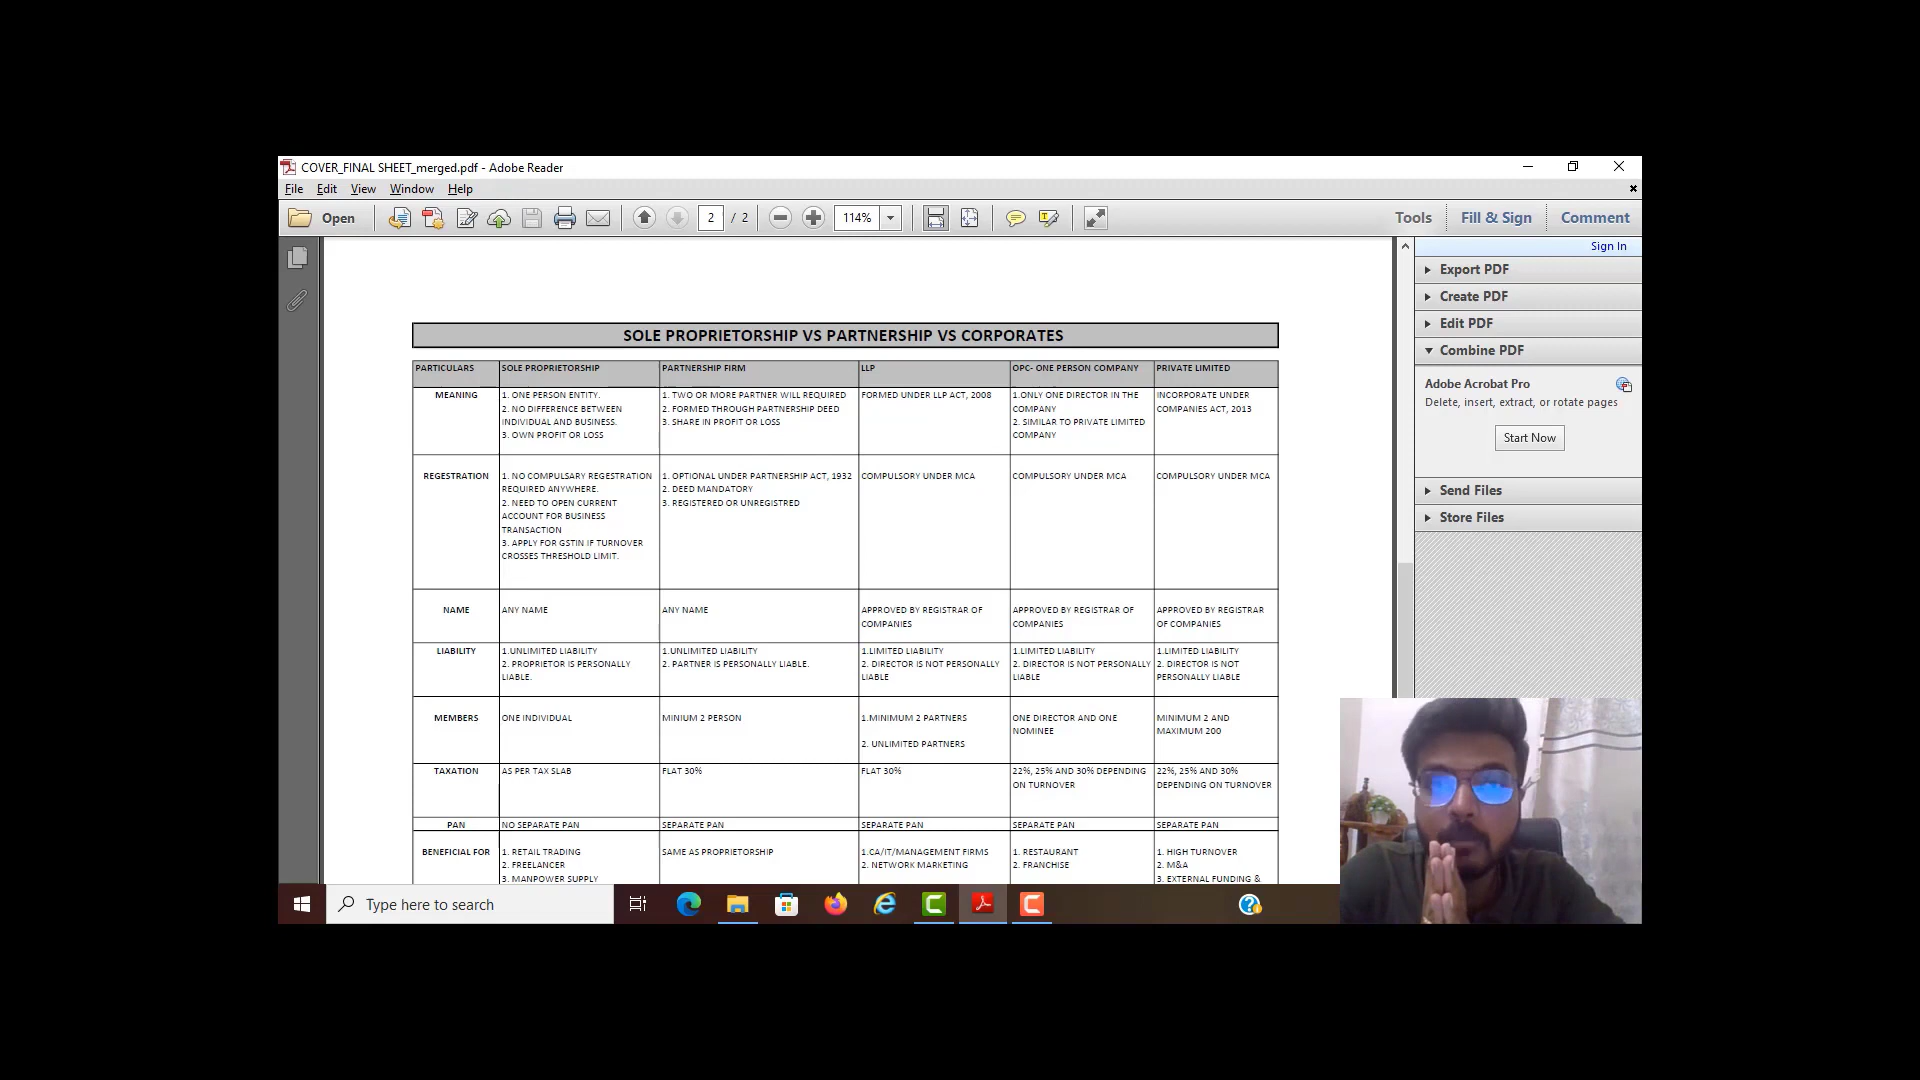 COVER_FINAL SHEET_merged.pdf - Adobe Reader
File Edit View Window Help
Open 2 / 2 114% Tools Fill & Sign Comment
Sign In
Export PDF
Create PDF
Edit PDF
Combine PDF
Adobe Acrobat Pro
Delete, insert, extract, or rotate pages
Start Now
Send Files
Store Files
SOLE PROPRIETORSHIP VS PARTNERSHIP VS CORPORATES
PARTICULARS SOLE PROPRIETORSHIP PARTNERSHIP FIRM LLP OPC- ONE PERSON COMPANY PRIVATE LIMITED
MEANING 1. ONE PERSON ENTITY. 1. TWO OR MORE PARTNER WILL REQUIRED FORMED UNDER LLP ACT, 2008 1.ONLY ONE DIRECTOR IN THE INCORPORATE UNDER
2. NO DIFFERENCE BETWEEN 2. FORMED THROUGH PARTNERSHIP DEED COMPANY COMPANIES ACT, 2013
INDIVIDUAL AND BUSINESS. 3. SHARE IN PROFIT OR LOSS 2. SIMILAR TO PRIVATE LIMITED
3. OWN PROFIT OR LOSS COMPANY
REGESTRATION 1. NO COMPULSARY REGESTRATION 1. OPTIONAL UNDER PARTNERSHIP ACT, 1932 COMPULSORY UNDER MCA COMPULSORY UNDER MCA COMPULSORY UNDER MCA
REQUIRED ANYWHERE. 2. DEED MANDATORY
2. NEED TO OPEN CURRENT 3. REGISTERED OR UNREGISTRED
ACCOUNT FOR BUSINESS
TRANSACTION
3. APPLY FOR GSTIN IF TURNOVER
CROSSES THRESHOLD LIMIT.
NAME ANY NAME ANY NAME APPROVED BY REGISTRAR OF APPROVED BY REGISTRAR OF APPROVED BY REGISTRAR
COMPANIES COMPANIES OF COMPANIES
LIABILITY 1.UNLIMITED LIABILITY 1.UNLIMITED LIABILITY 1.LIMITED LIABILITY 1.LIMITED LIABILITY 1.LIMITED LIABILITY
2. PROPRIETOR IS PERSONALLY 2. PARTNER IS PERSONALLY LIABLE. 2. DIRECTOR IS NOT PERSONALLY 2. DIRECTOR IS NOT PERSONALLY 2. DIRECTOR IS NOT
LIABLE. LIABLE LIABLE PERSONALLY LIABLE
MEMBERS ONE INDIVIDUAL MINIUM 2 PERSON 1.MINIMUM 2 PARTNERS ONE DIRECTOR AND ONE MINIMUM 2 AND
NOMINEE MAXIMUM 200
2. UNLIMITED PARTNERS
TAXATION AS PER TAX SLAB FLAT 30% FLAT 30% 22%, 25% AND 30% DEPENDING 22%, 25% AND 30%
ON TURNOVER DEPENDING ON TURNOVER
PAN NO SEPARATE PAN SEPARATE PAN SEPARATE PAN SEPARATE PAN SEPARATE PAN
BENEFICIAL FOR 1. RETAIL TRADING SAME AS PROPRIETORSHIP 1.CA/IT/MANAGEMENT FIRMS 1. RESTAURANT 1. HIGH TURNOVER
2. FREELANCER 2. NETWORK MARKETING 2. FRANCHISE 2. M&A
3. MANPOWER SUPPLY 3. EXTERNAL FUNDING &
Type here to search